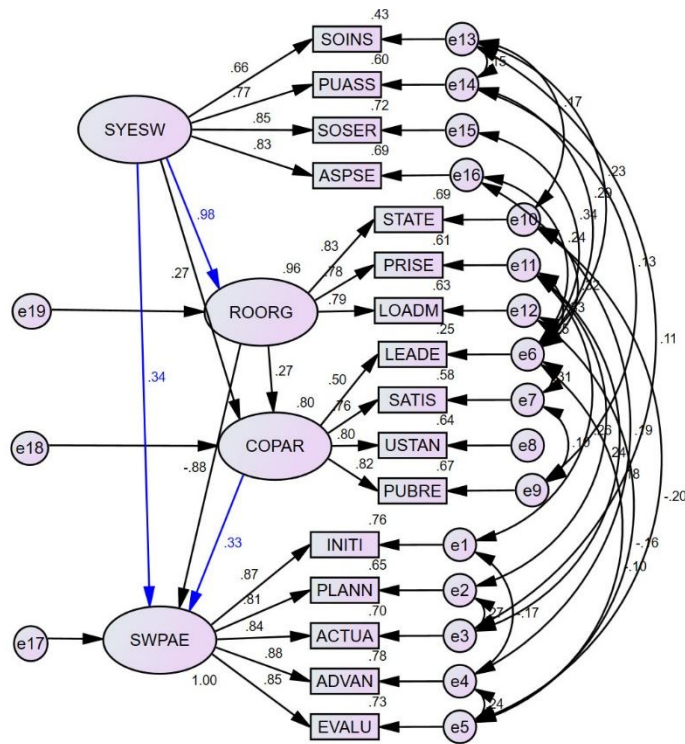 .43
SOINS
e13
.66
.60
.15
.77
PUASS
e14
.17
.72
.85
SOSER
e15
.23
SYESW
.83
.69
.29
ASPSE
e16
.34
.69
.24
.98
STATE
e10
.83
.61
.13
.27
.96
.78
PRISE
e11
.63
e19
ROORG
.79
LOADM
e12
.11
.25
LEADE
e6
.34
.27
.50
.58
.31
.80
.76
SATIS
e7
.64
e18
COPAR
.80
USTAN
e8
.19
.26
.19
-.88
.82
.67
.24
.18
PUBRE
e9
-.20
.33
.76
INITI
e1
.87
.65
-.16
.81
PLANN
e2
-.10
.70
.27
-.17
e17
SWPAE
.84
ACTUA
e3
.88
.78
1.00
ADVAN
e4
.85
.73
.24
EVALU
e5